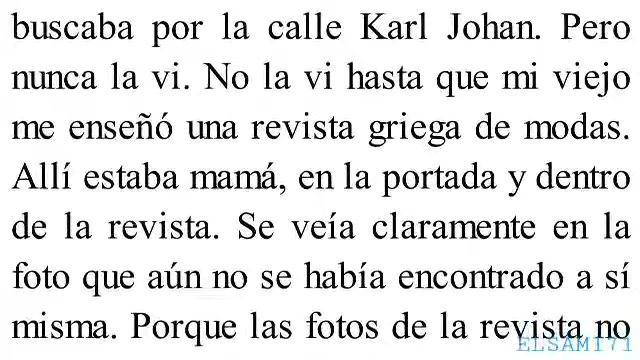 buscaba por la calle Karl Johan. Pero
nunca la vi. No la vi hasta que mi viejo
me enseñó una revista griega de modas.
Allí estaba mamá, en la portada y dentro
de la revista. Se veía claramente en la
foto que aún no se había encontrado a sí
misma. Porque las fotos de la revista no
ELSAM171